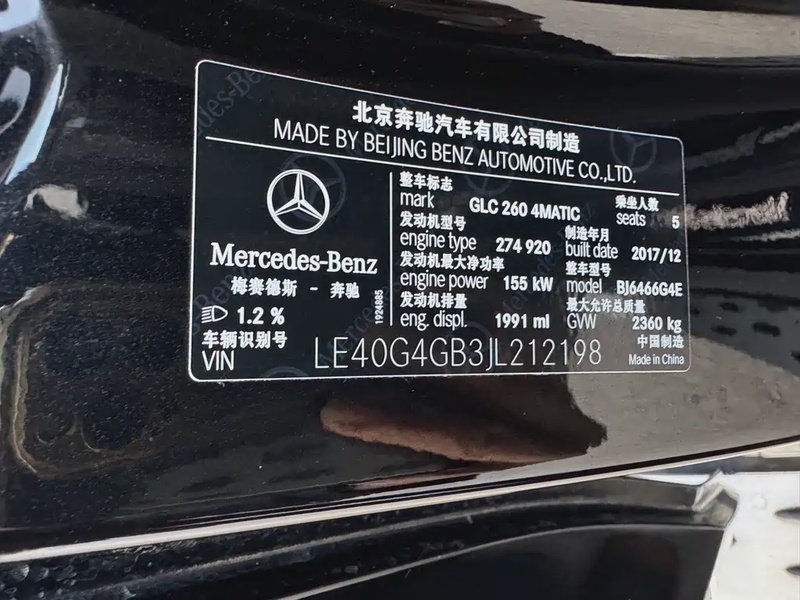 北京奔驰汽车有限公司制造
MADE BY BEIJING BENZ AUTOMOTIVE CO.,LTD.
Mercedes-Benz
梅赛德斯 - 奔驰
1.2 %
1924885
整车标志
mark GLC 260 4MATIC
乘坐人数
seats 5
发动机型号
engine type 274 920
制造年月
built date 2017/12
发动机最大净功率
engine power 155 kW
整车型号
model BJ6466G4E
发动机排量
eng. displ. 1991 ml
最大允许总质量
GVW 2360 kg
车辆识别号
VIN LE40G4GB3JL212198
中国制造
Made in China